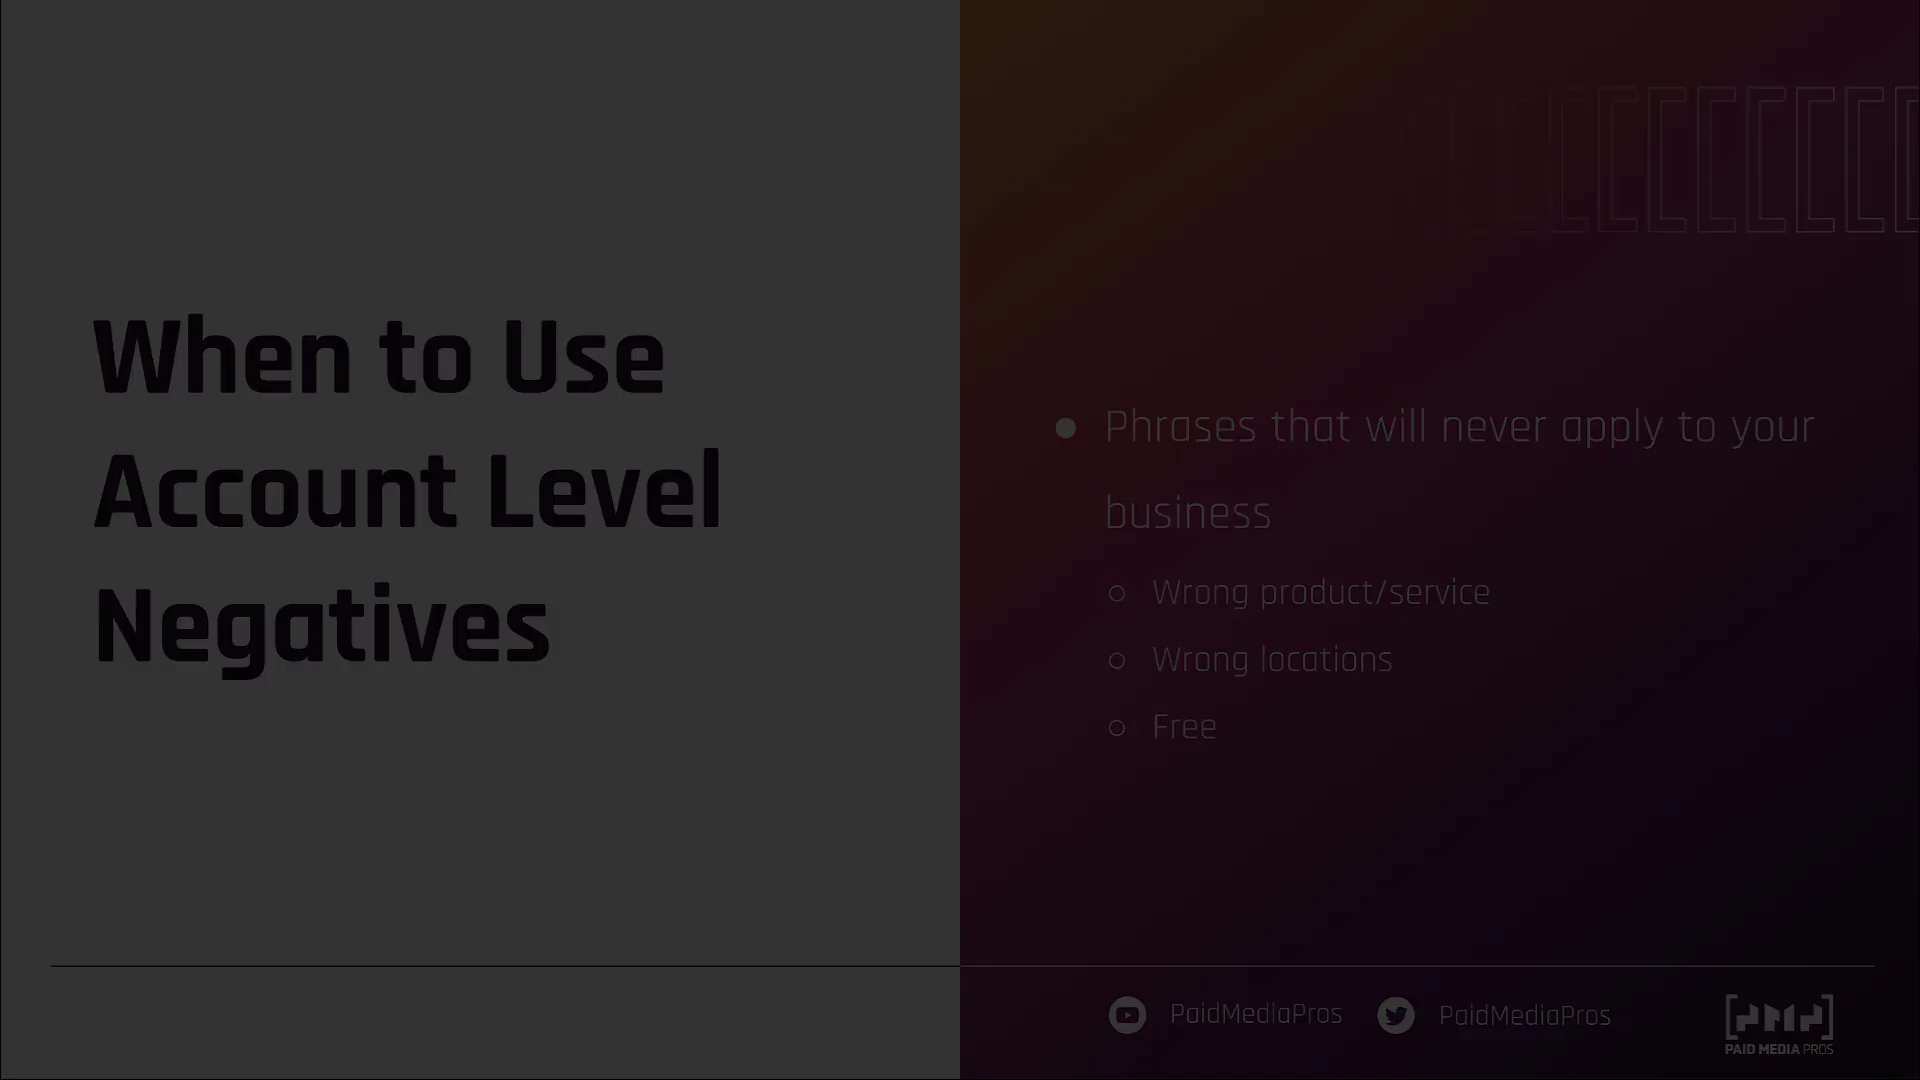 When to Use
Account Level
Negatives
Phrases that will never apply to your
business
Wrong product/service
Wrong locations
Free
PaidMediaPros
PaidMediaPros
PMP
PAID MEDIA PROS